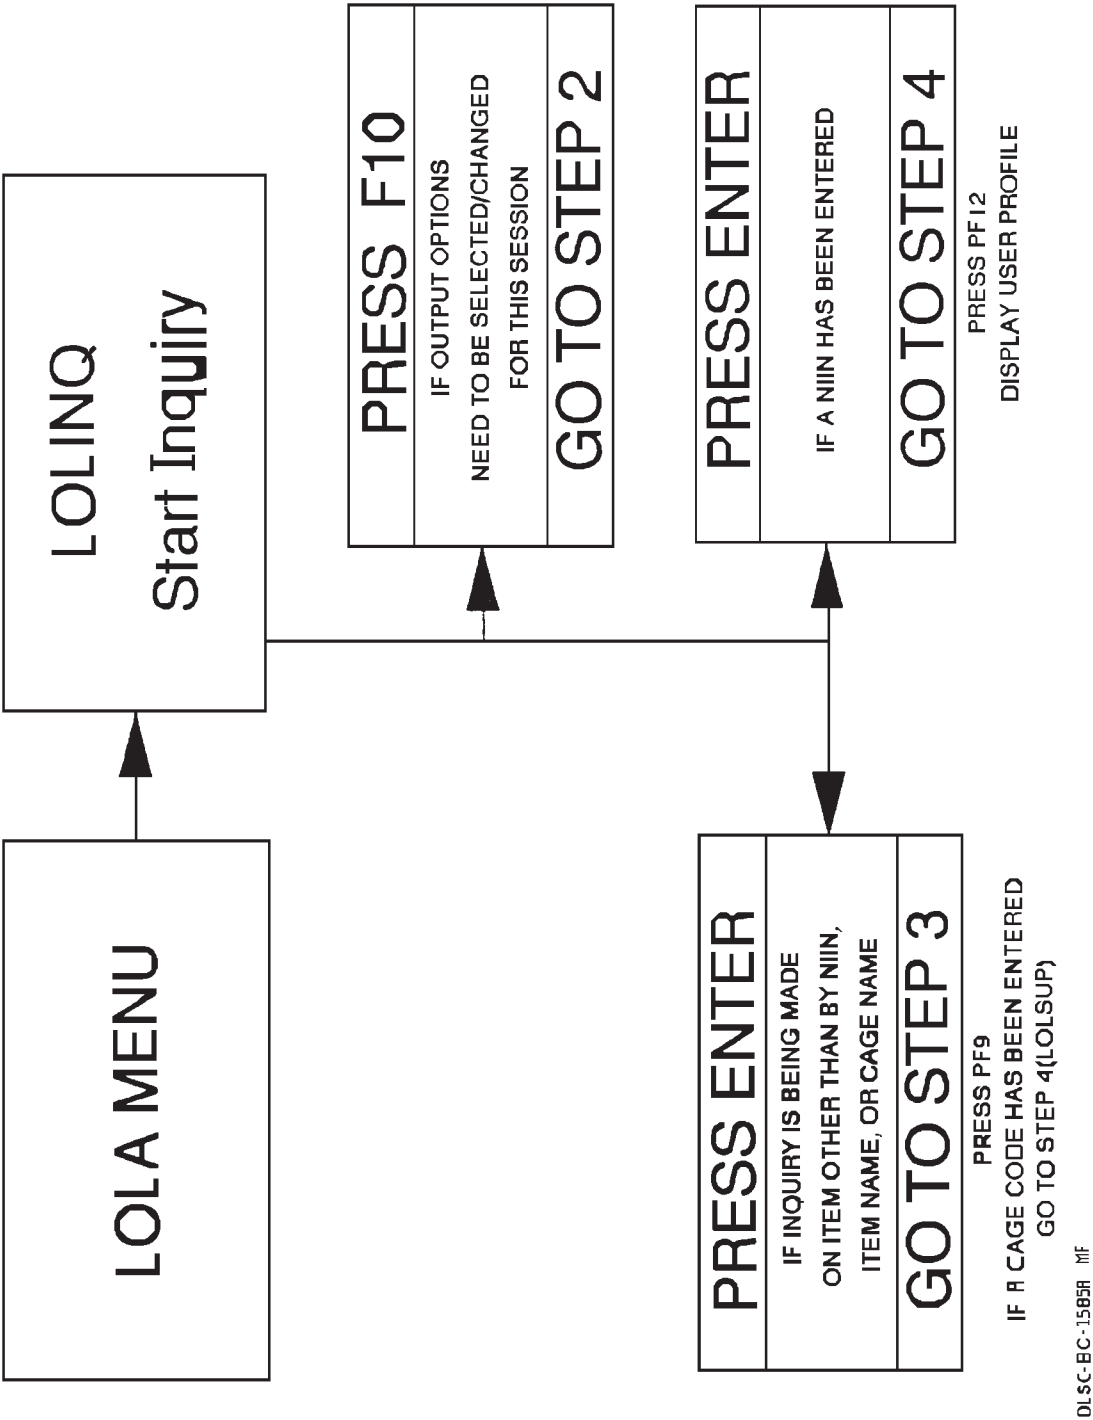 LOLA MENU
LOLINQ
Start Inquiry
PRESS F10
IF OUTPUT OPTIONS
NEED TO BE SELECTED/CHANGED
FOR THIS SESSION
GO TO STEP 2
PRESS ENTER
IF INQUIRY IS BEING MADE
ON ITEM OTHER THAN BY NIIN,
ITEM NAME, OR CAGE NAME
GO TO STEP 3
PRESS PF9
IF A CAGE CODE HAS BEEN ENTERED
GO TO STEP 4(LOLSUP)
PRESS ENTER
IF A NIIN HAS BEEN ENTERED
GO TO STEP 4
PRESS PF12
DISPLAY USER PROFILE
DLSC-BC-1585A MF